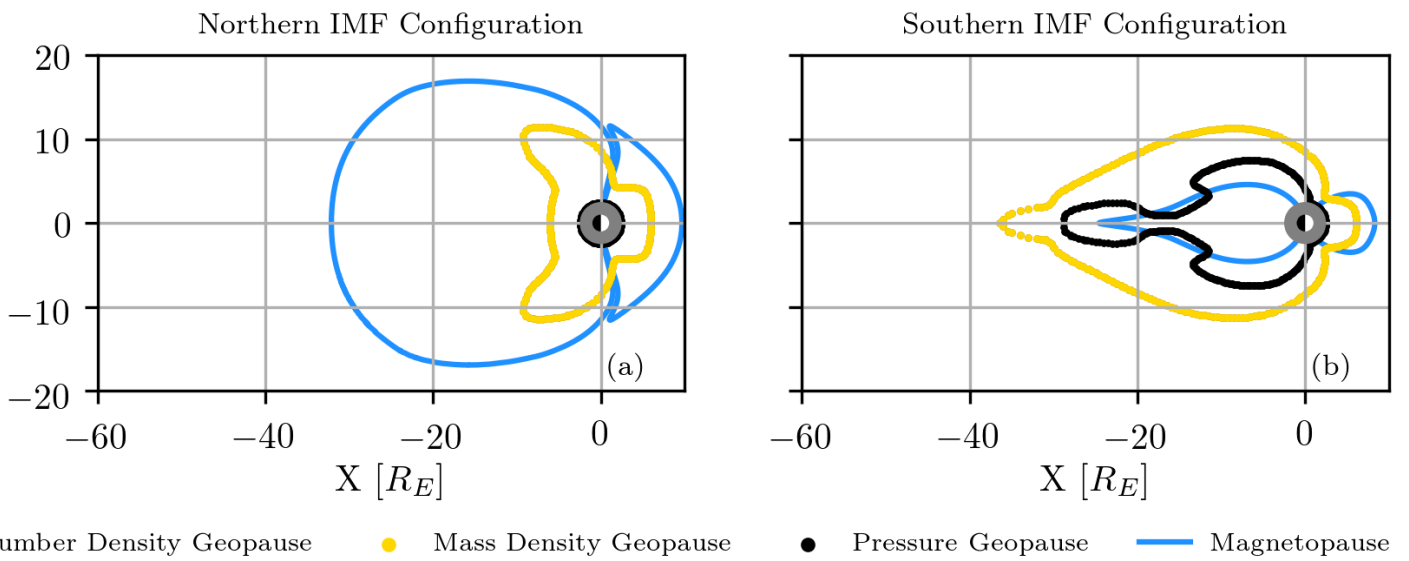 Northern IMF Configuration
Southern IMF Configuration
20
10
0
−10
−20
(a)
(b)
−60 −40 −20 0
−60 −40 −20 0
X [R_E]
X [R_E]
Density Geopause Mass Density Geopause Pressure Geopause Magnetopause